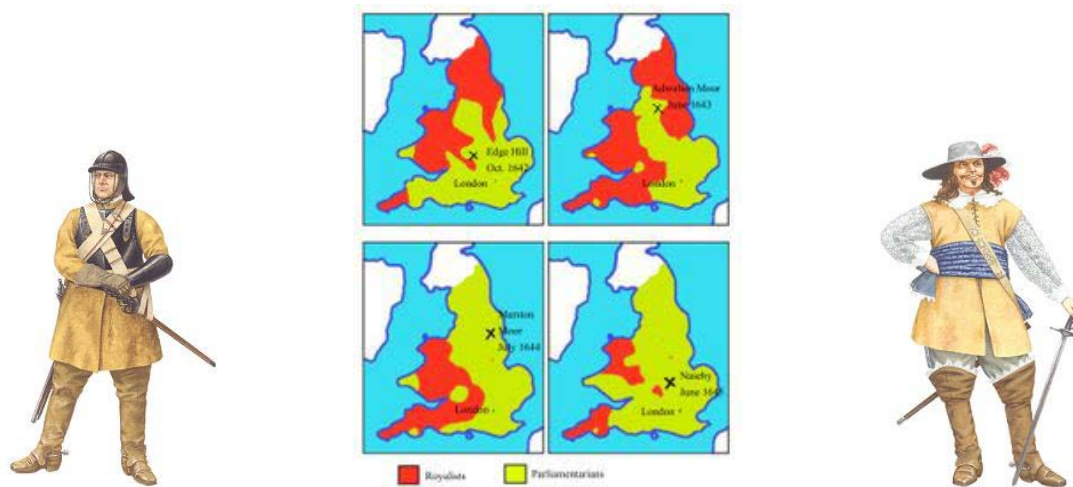 Edge Hill
Oct. 1642
London
Adwalton Moor
June 1643
London
Marston
Moor
July 1644
London
Naseby
June 1645
London
Royalists
Parliamentarians